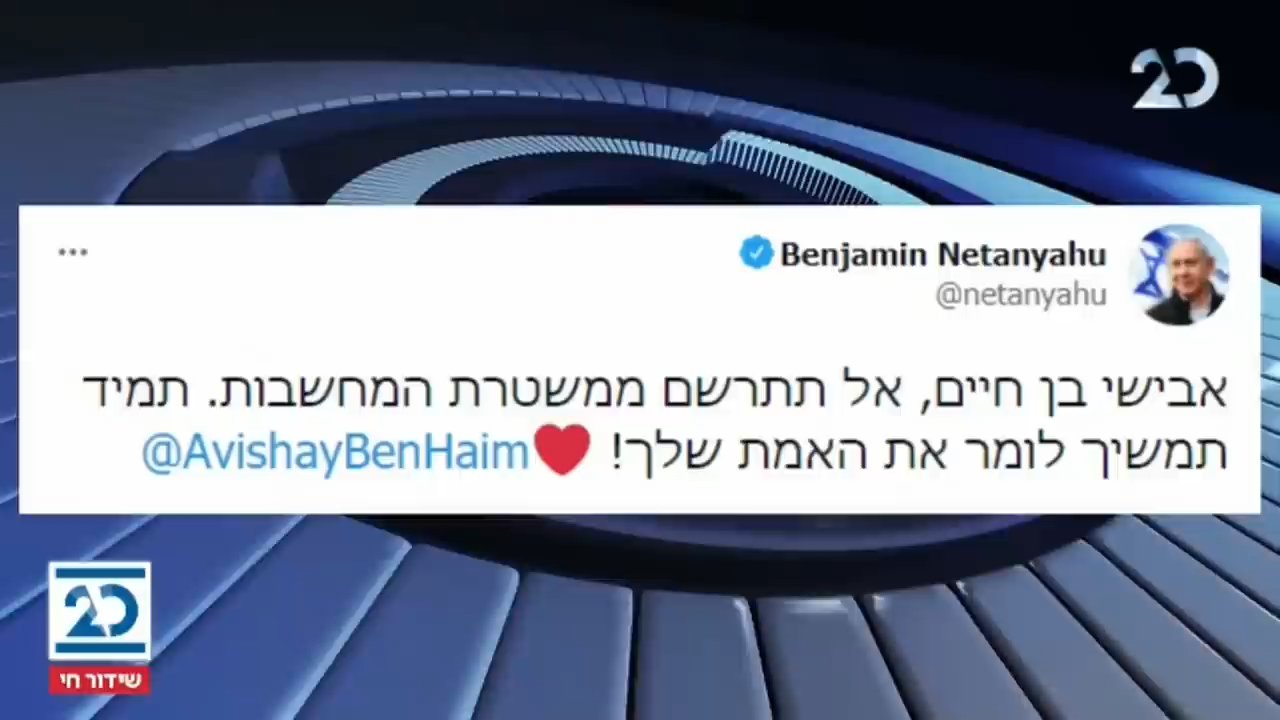 20
Benjamin Netanyahu
@netanyahu
אבישי בן חיים, אל תתרשם ממשטרת המחשבות. תמיד
תמשיך לומר את האמת שלך! ❤️@AvishayBenHaim
20
שידור חי